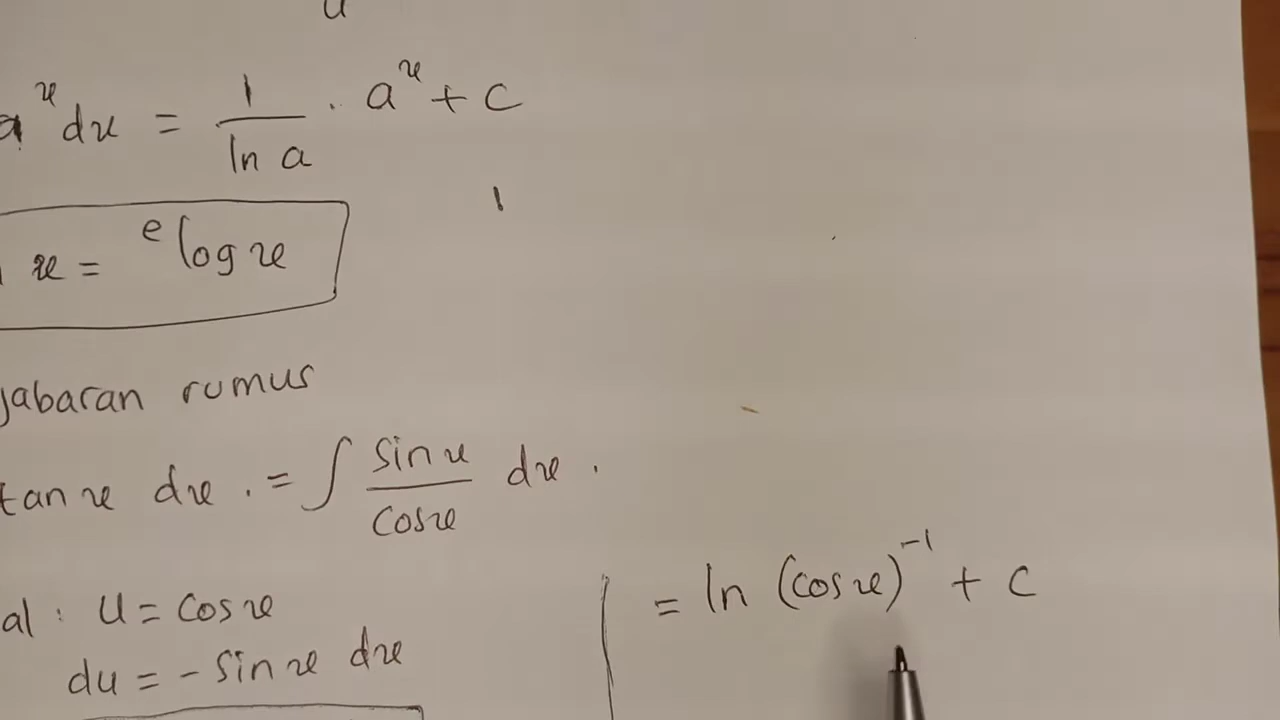 u
a^x dx = 1/ln a . a^x + c
x = ^e log x
jabaran rumus
tan x dx . = ∫ sin x / cos x dx .
al : u = cos x
du = - sin x dx
= ln (cos x)^-1 + c